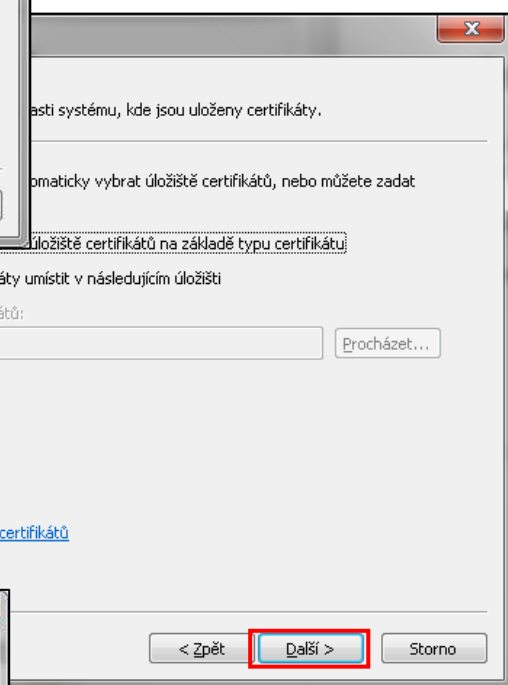 asti systému, kde jsou uloženy certifikáty.
omaticky vybrat úložiště certifikátů, nebo můžete zadat
úložiště certifikátů na základě typu certifikátu
áty umístit v následujícím úložišti
átů:
Procházet...
certifikátů
< Zpět Další > Storno